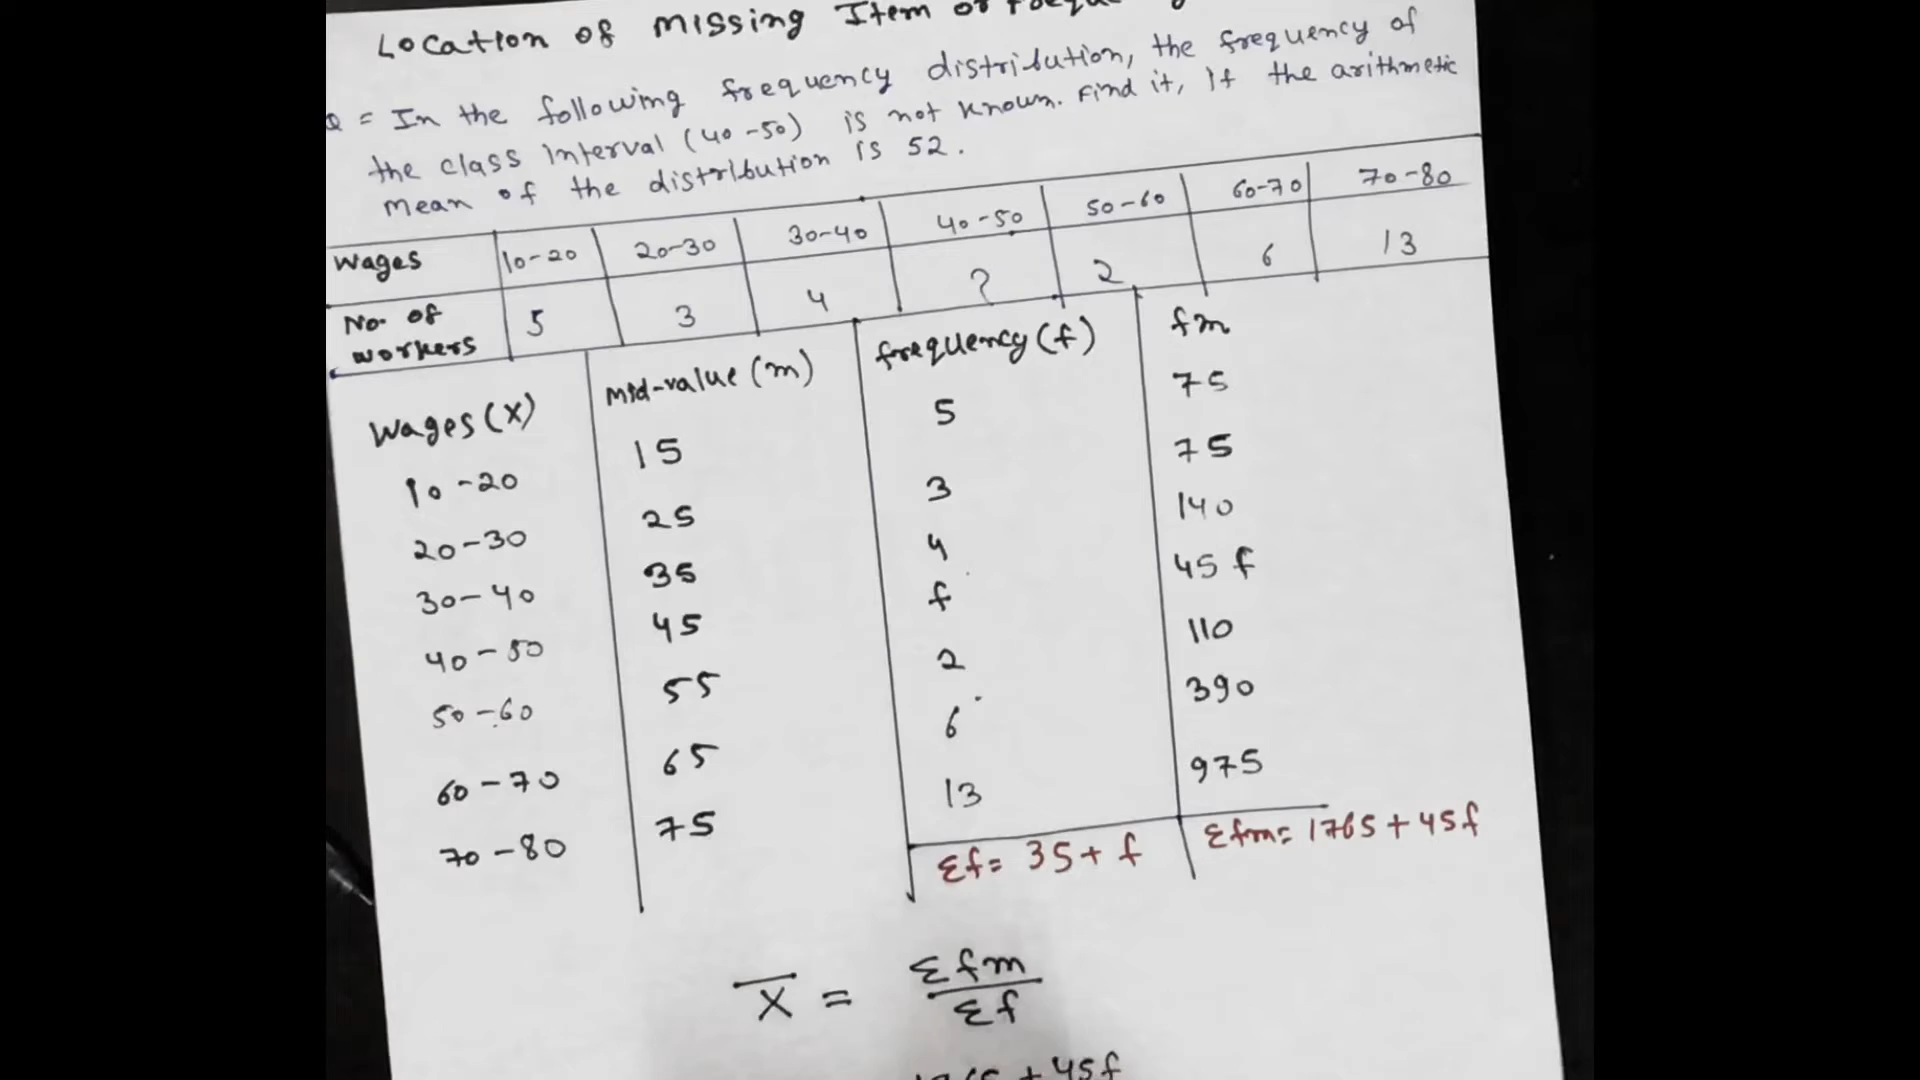 Location of Missing Item or
Q = In the following frequency distribution, the frequency of
the class Interval (40-50) is not known. Find it, If the arithmetic
mean of the distribution is 52.
Wages 10-20 20-30 30-40 40-50 50-60 60-70 70-80
No. of workers 5 3 4 ? 2 6 13
Wages (X) Mid-value (m) frequency (f) fm
10-20 15 5 75
20-30 25 3 75
30-40 35 4 140
40-50 45 f 45 f
50-60 55 2 110
60-70 65 6 390
70-80 75 13 975
Σf= 35+ f Σfm= 1765+45f
X̅ = Σfm
Σf
+45f